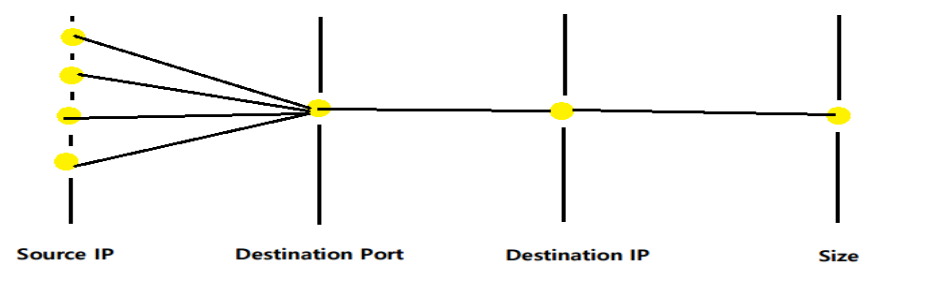 Source IP
Destination Port
Destination IP
Size